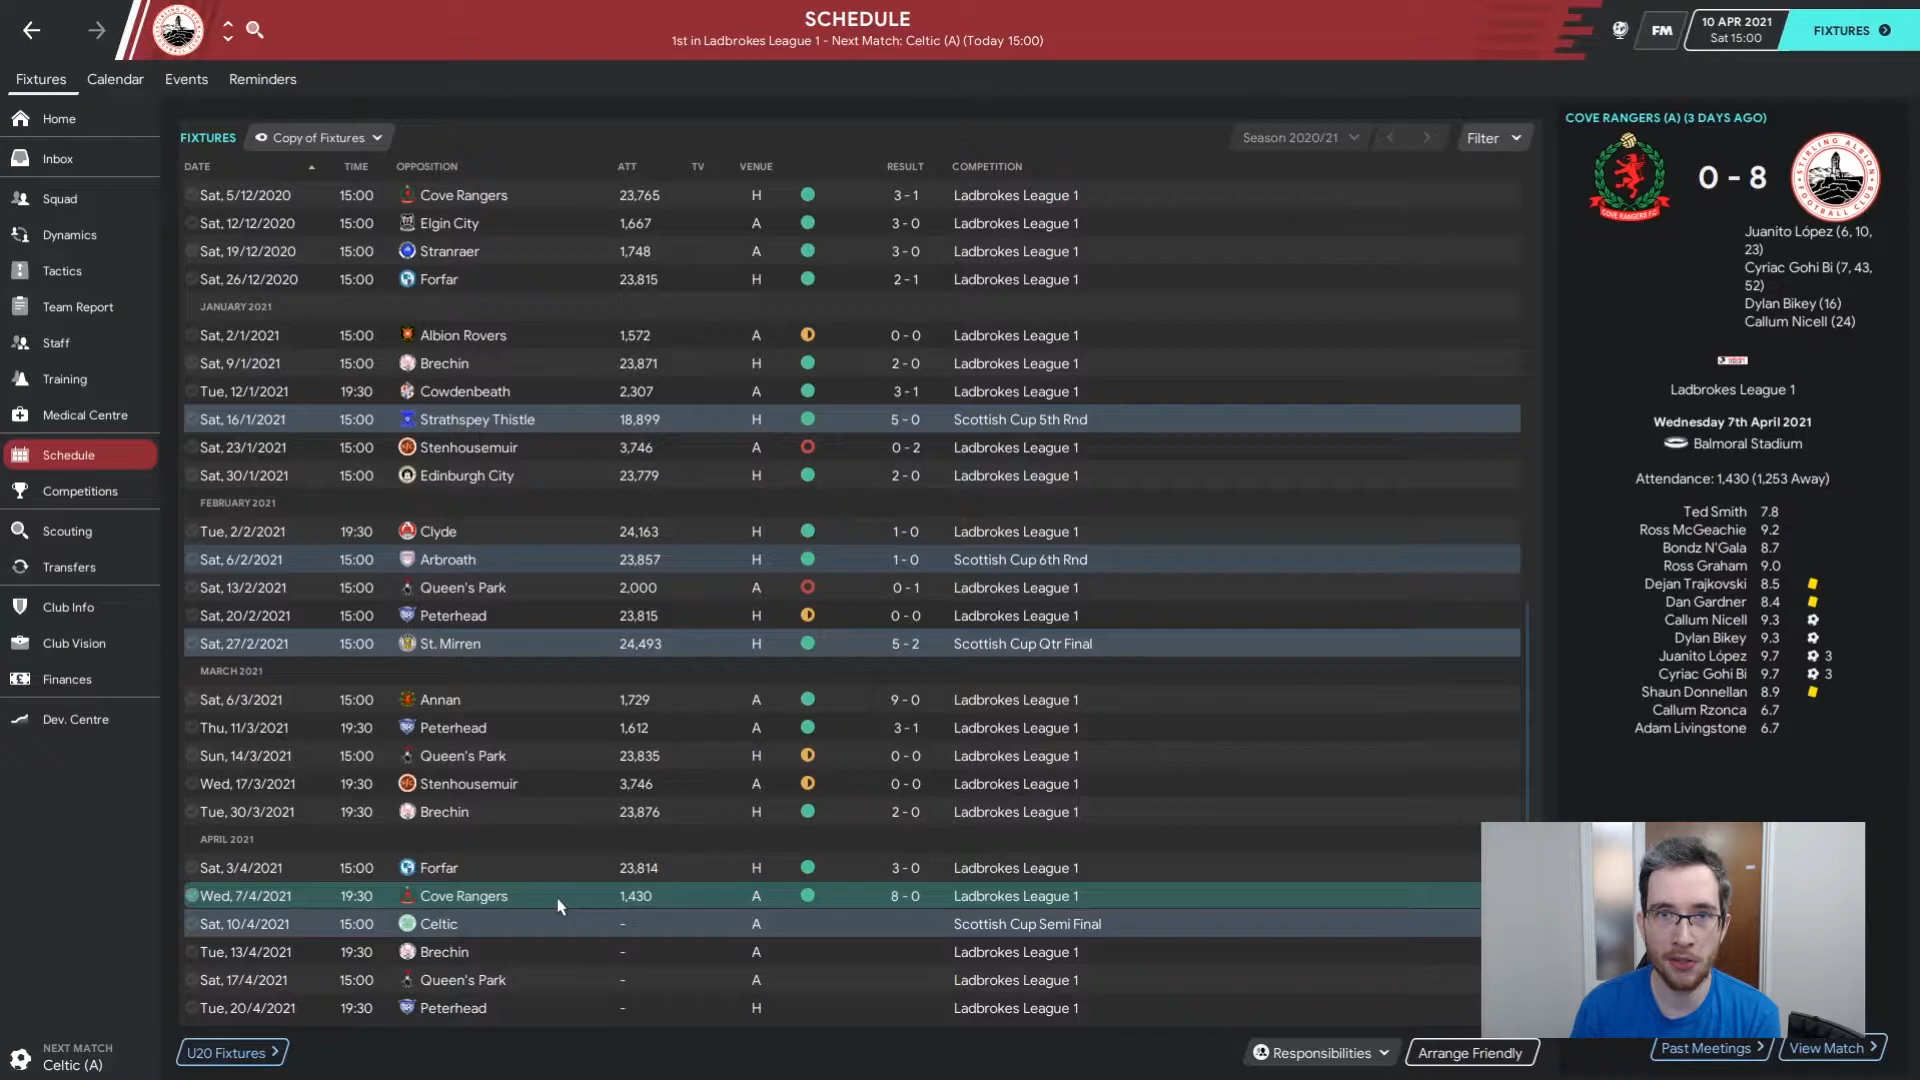 SCHEDULE
1st in Ladbrokes League 1 - Next Match: Celtic (A) (Today 15:00)
FM
10 APR 2021
Sat 15:00
FIXTURES
Fixtures Calendar Events Reminders
Home
Inbox
Squad
Dynamics
Tactics
Team Report
Staff
Training
Medical Centre
Schedule
Competitions
Scouting
Transfers
Club Info
Club Vision
Finances
Dev. Centre
NEXT MATCH
Celtic (A)
FIXTURES Copy of Fixtures Season 2020/21 Filter
DATE TIME OPPOSITION ATT TV VENUE RESULT COMPETITION
Sat, 5/12/2020 15:00 Cove Rangers 23,765 H 3 - 1 Ladbrokes League 1
Sat, 12/12/2020 15:00 Elgin City 1,667 A 3 - 0 Ladbrokes League 1
Sat, 19/12/2020 15:00 Stranraer 1,748 A 3 - 0 Ladbrokes League 1
Sat, 26/12/2020 15:00 Forfar 23,815 H 2 - 1 Ladbrokes League 1
JANUARY 2021
Sat, 2/1/2021 15:00 Albion Rovers 1,572 A 0 - 0 Ladbrokes League 1
Sat, 9/1/2021 15:00 Brechin 23,871 H 2 - 0 Ladbrokes League 1
Tue, 12/1/2021 19:30 Cowdenbeath 2,307 A 3 - 1 Ladbrokes League 1
Sat, 16/1/2021 15:00 Strathspey Thistle 18,899 H 5 - 0 Scottish Cup 5th Rnd
Sat, 23/1/2021 15:00 Stenhousemuir 3,746 A 0 - 2 Ladbrokes League 1
Sat, 30/1/2021 15:00 Edinburgh City 23,779 H 2 - 0 Ladbrokes League 1
FEBRUARY 2021
Tue, 2/2/2021 19:30 Clyde 24,163 H 1 - 0 Ladbrokes League 1
Sat, 6/2/2021 15:00 Arbroath 23,857 H 1 - 0 Scottish Cup 6th Rnd
Sat, 13/2/2021 15:00 Queen's Park 2,000 A 0 - 1 Ladbrokes League 1
Sat, 20/2/2021 15:00 Peterhead 23,815 H 0 - 0 Ladbrokes League 1
Sat, 27/2/2021 15:00 St. Mirren 24,493 H 5 - 2 Scottish Cup Qtr Final
MARCH 2021
Sat, 6/3/2021 15:00 Annan 1,729 A 9 - 0 Ladbrokes League 1
Thu, 11/3/2021 19:30 Peterhead 1,612 A 3 - 1 Ladbrokes League 1
Sun, 14/3/2021 15:00 Queen's Park 23,835 H 0 - 0 Ladbrokes League 1
Wed, 17/3/2021 19:30 Stenhousemuir 3,746 A 0 - 0 Ladbrokes League 1
Tue, 30/3/2021 19:30 Brechin 23,876 H 2 - 0 Ladbrokes League 1
APRIL 2021
Sat, 3/4/2021 15:00 Forfar 23,814 H 3 - 0 Ladbrokes League 1
Wed, 7/4/2021 19:30 Cove Rangers 1,430 A 8 - 0 Ladbrokes League 1
Sat, 10/4/2021 15:00 Celtic - A Scottish Cup Semi Final
Tue, 13/4/2021 19:30 Brechin - A Ladbrokes League 1
Sat, 17/4/2021 15:00 Queen's Park - A Ladbrokes League 1
Tue, 20/4/2021 19:30 Peterhead - H Ladbrokes League 1
U20 Fixtures Responsibilities Arrange Friendly
COVE RANGERS (A) (3 DAYS AGO)
COVE RANGERS F.C
0 - 8
STIRLING ALBION
FOOTBALL CLUB
Juanito López (6, 10,
23)
Cyriac Gohi Bi (7, 43,
52)
Dylan Bikey (16)
Callum Nicell (24)
Ladbrokes League 1
Wednesday 7th April 2021
Balmoral Stadium
Attendance: 1,430 (1,253 Away)
Ted Smith 7.8
Ross McGeachie 9.2
Bondz N'Gala 8.7
Ross Graham 9.0
Dejan Trajkovski 8.5
Dan Gardner 8.4
Callum Nicell 9.3
Dylan Bikey 9.3
Juanito López 9.7 3
Cyriac Gohi Bi 9.7 3
Shaun Donnellan 8.9
Callum Rzonca 6.7
Adam Livingstone 6.7
Past Meetings View Match